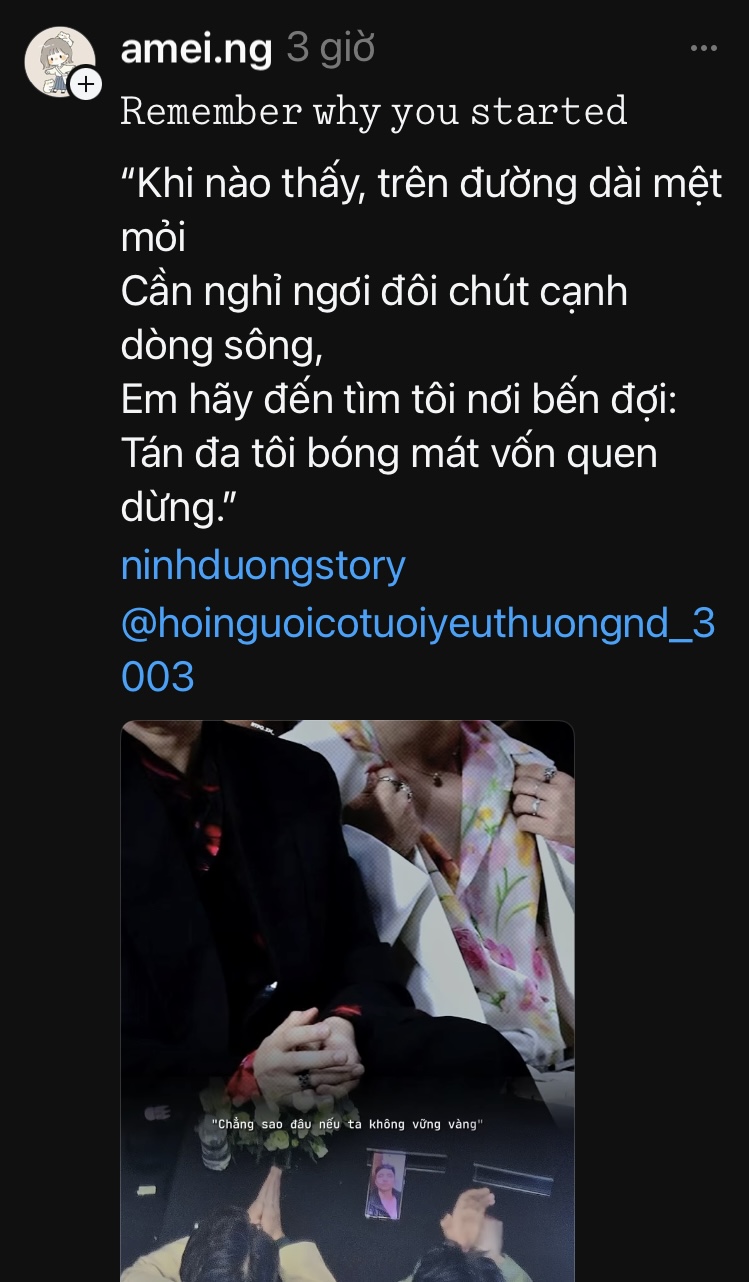 amei.ng 3 giờ
Remember why you started
“Khi nào thấy, trên đường dài mệt
mỏi
Cần nghỉ ngơi đôi chút cạnh
dòng sông,
Em hãy đến tìm tôi nơi bến đợi:
Tán đa tôi bóng mát vốn quen
dừng.”
ninhduongstory
@hoinguoicotuoiyeuthuongnd_3
003
"Chẳng sao đâu nếu ta không vững vàng"